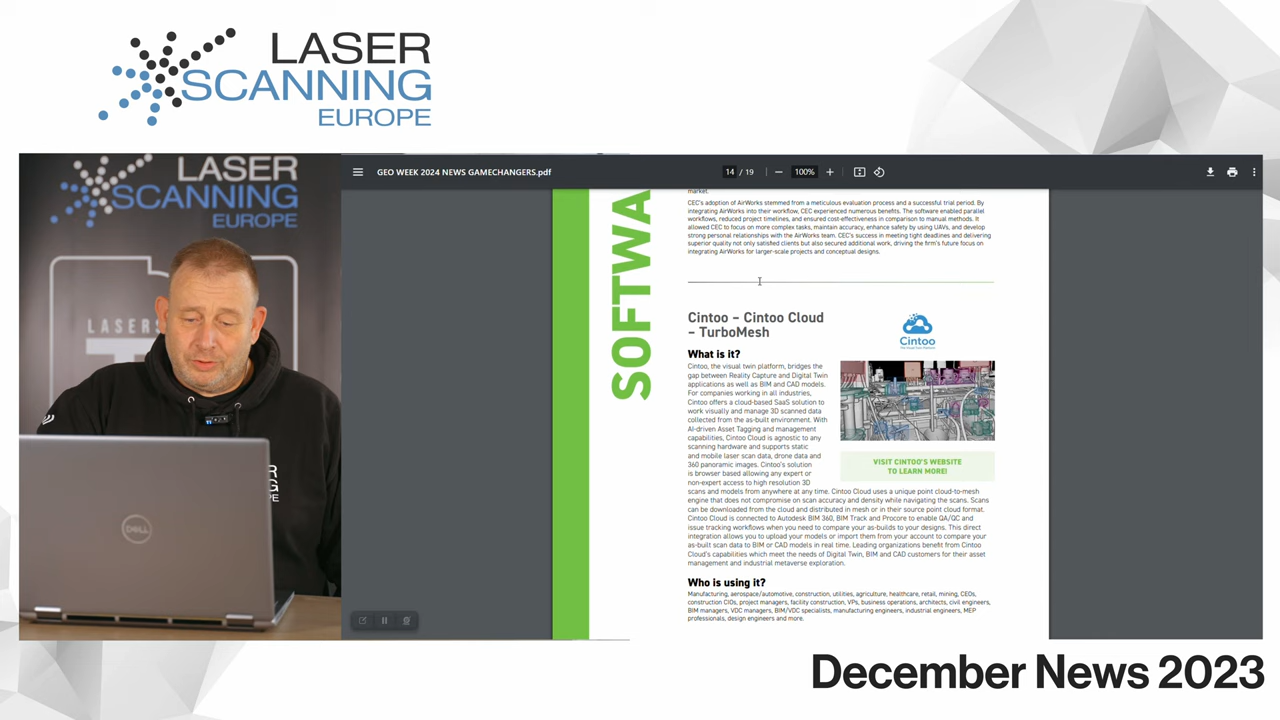 LASER
SCANNING
EUROPE
LASER
SCANNING
EUROPE
LASERS
DELL
GEO WEEK 2024 NEWS GAMECHANGERS.pdf
14 / 19
100%
SOFTWA
market.
CEC's adoption of AirWorks stemmed from a meticulous evaluation process and a successful trial period. By
integrating AirWorks into their workflow, CEC experienced numerous benefits. The software enabled parallel
workflows, reduced project timelines, and ensured cost-effectiveness in comparison to manual methods. It
allowed CEC to focus on more complex tasks, maintain accuracy, enhance safety by using UAVs, and develop
strong personal relationships with the AirWorks team. CEC's success in meeting tight deadlines and delivering
superior quality not only satisfied clients but also secured additional work, driving the firm's future focus on
integrating AirWorks for larger-scale projects and conceptual designs.
Cintoo – Cintoo Cloud
– TurboMesh
Cintoo
What is it?
Cintoo, the visual twin platform, bridges the
gap between Reality Capture and Digital Twin
applications as well as BIM and CAD models.
For companies working in all industries,
Cintoo offers a cloud-based SaaS solution to
work visually and manage 3D scanned data
collected from the as-built environment. With
AI-driven Asset Tagging and management
capabilities, Cintoo Cloud is agnostic to any
scanning hardware and supports static
and mobile laser scan data, drone data and
360 panoramic images. Cintoo's solution
is browser based allowing any expert or
non-expert access to high resolution 3D
scans and models from anywhere at any time. Cintoo Cloud uses a unique point cloud-to-mesh
engine that does not compromise on scan accuracy and density while navigating the scans. Scans
can be downloaded from the cloud and distributed in mesh or in their source point cloud format.
Cintoo Cloud is connected to Autodesk BIM 360, BIM Track and Procore to enable QA/QC and
issue tracking workflows when you need to compare your as-builts to your designs. This direct
integration allows you to upload your models or import them from your account to compare your
as-built scan data to BIM or CAD models in real time. Leading organizations benefit from Cintoo
Cloud's capabilities which meet the needs of Digital Twin, BIM and CAD customers for their asset
management and industrial metaverse exploration.
VISIT CINTOO'S WEBSITE
TO LEARN MORE!
Who is using it?
Manufacturing, aerospace/automotive, construction, utilities, agriculture, healthcare, retail, mining, CEOs,
construction CIOs, project managers, facility construction, VPs, business operations, architects, civil engineers,
BIM managers, VDC managers, BIM/VDC specialists, manufacturing engineers, industrial engineers, MEP
professionals, design engineers and more.
December News 2023